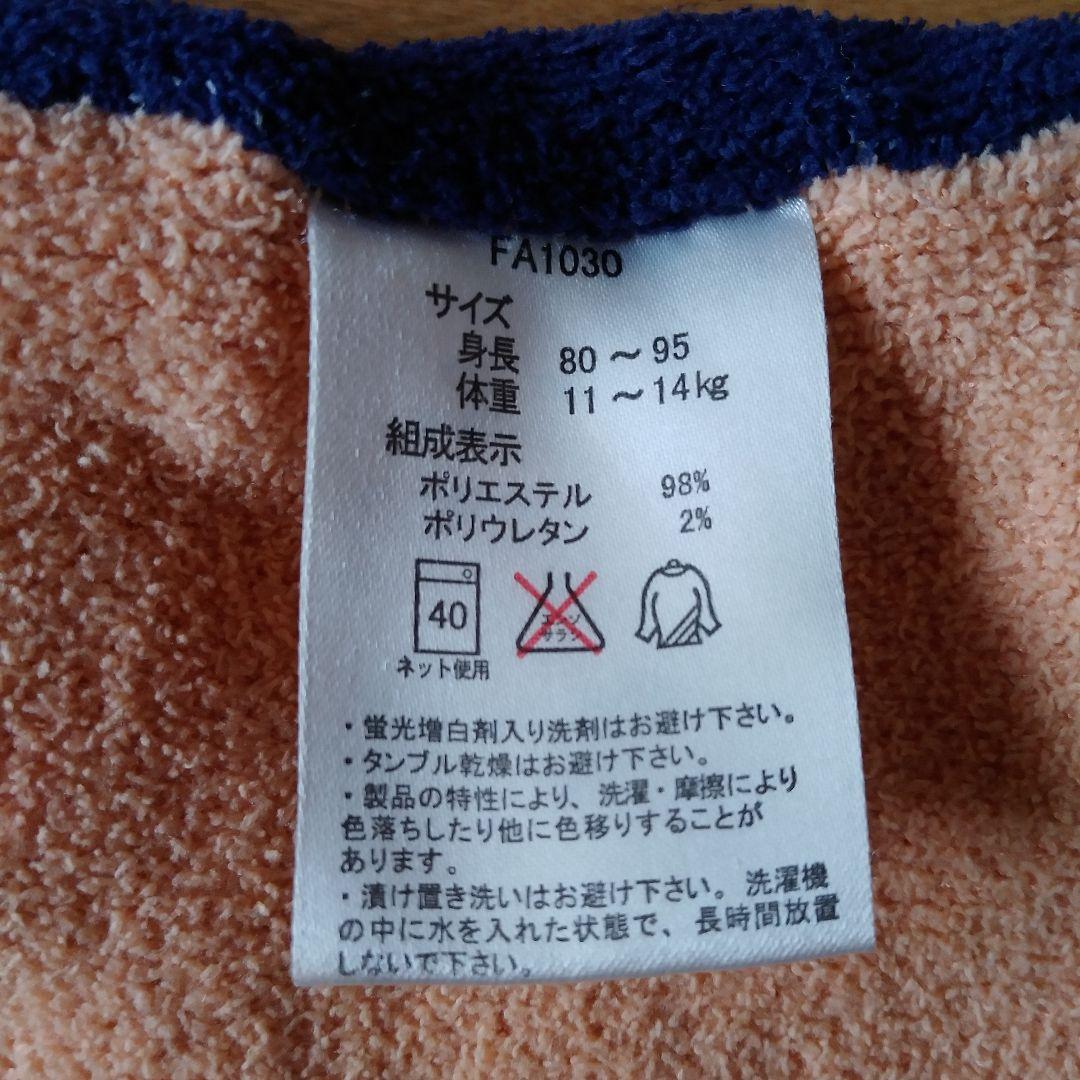 FA1030
サイズ
身長 80～95
体重 11～14kg
組成表示
ポリエステル 98%
ポリウレタン 2%
40
エンソ
サラシ
ネット使用
・蛍光増白剤入り洗剤はお避け下さい。
・タンブル乾燥はお避け下さい。
・製品の特性により、洗濯・摩擦により
色落ちしたり他に色移りすることが
あります。
・漬け置き洗いはお避け下さい。洗濯機
の中に水を入れた状態で、長時間放置
しないで下さい。